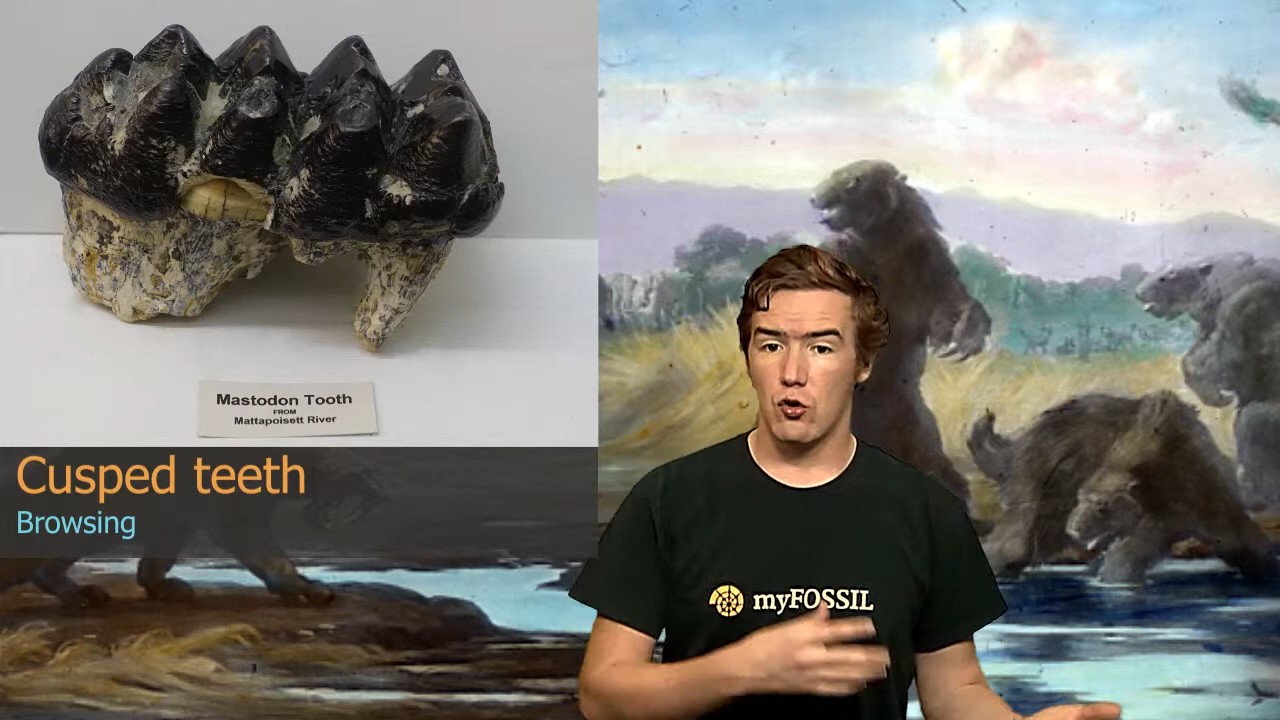 Mastodon Tooth
FROM
Mattapoisett River
Cusped teeth
Browsing
myFOSSIL